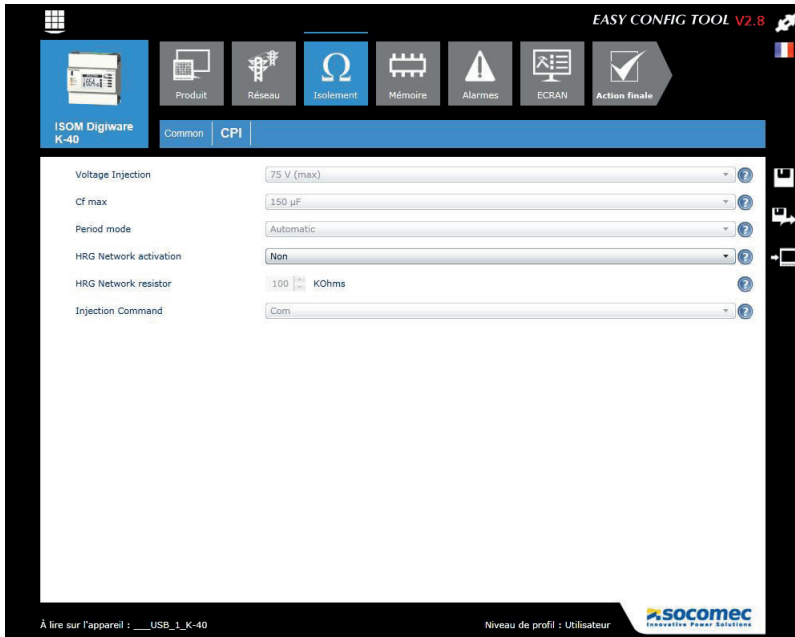 EASY CONFIG TOOL V2.8
Produit
Réseau
Isolement
Mémoire
Alarmes
ECRAN
Action finale
ISOM Digiware
K-40
Common
CPI
Voltage Injection
75 V (max)
Cf max
150 µF
Period mode
Automatic
HRG Network activation
Non
HRG Network resistor
100 KOhms
Injection Command
Com
À lire sur l'appareil : ___USB_1_K-40
Niveau de profil : Utilisateur
socomec
Innovative Power Solutions